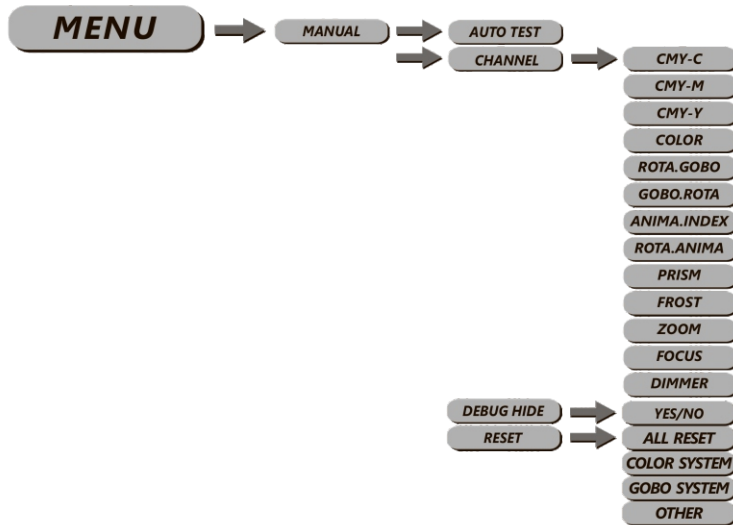 MENU
MANUAL
AUTO TEST
CHANNEL
CMY-C
CMY-M
CMY-Y
COLOR
ROTA.GOBO
GOBO.ROTA
ANIMA.INDEX
ROTA.ANIMA
PRISM
FROST
ZOOM
FOCUS
DIMMER
DEBUG HIDE
YES/NO
RESET
ALL RESET
COLOR SYSTEM
GOBO SYSTEM
OTHER